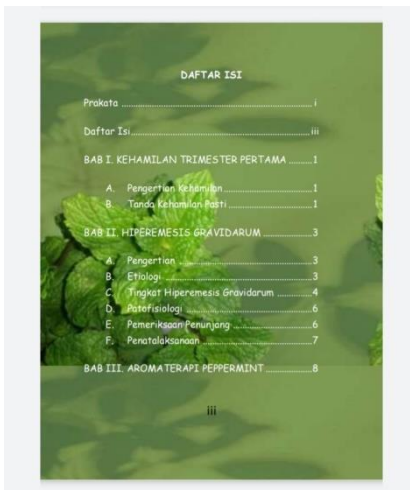 DAFTAR ISI
Prakata ................................................................ i
Daftar Isi............................................................. iii
BAB I. KEHAMILAN TRIMESTER PERTAMA .........1
A. Pengertian Kehamilan ..............................1
B. Tanda Kehamilan Pasti .............................1
BAB II. HIPEREMESIS GRAVIDARUM .................3
A. Pengertian .............................................3
B. Etiologi .................................................3
C. Tingkat Hiperemesis Gravidarum ............4
D. Patofisiologi ..........................................6
E. Pemeriksaan Penunjang...........................6
F. Penatalaksanaan ....................................7
BAB III. AROMATERAPI PEPPERMINT ................8
iii